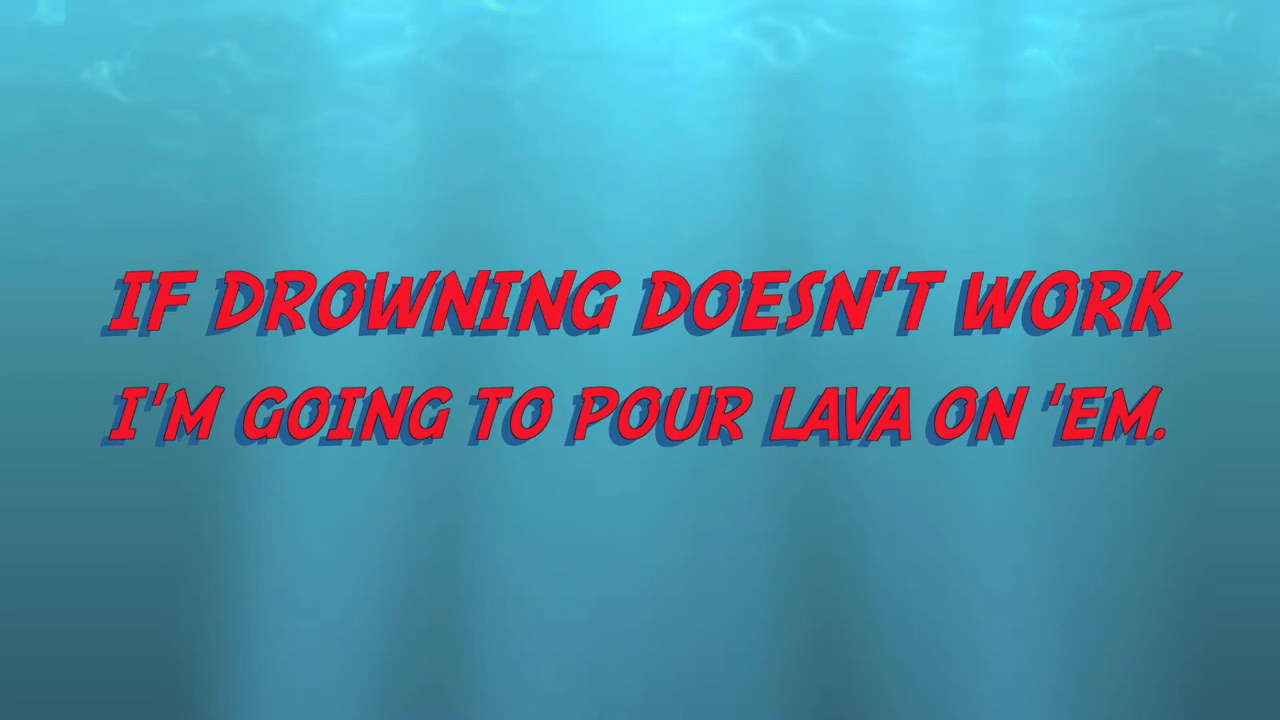 IF DROWNING DOESN'T WORK
I'M GOING TO POUR LAVA ON 'EM.